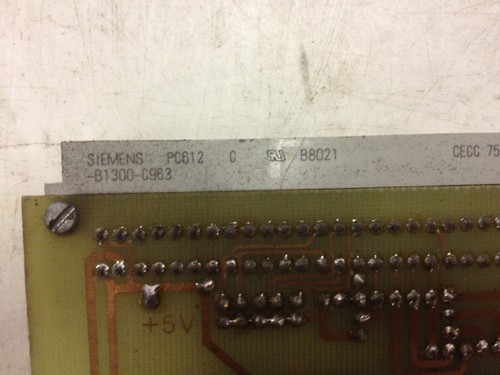 SIEMENS PC612 C B8021 CECC 75
-B1300-C963
+5V